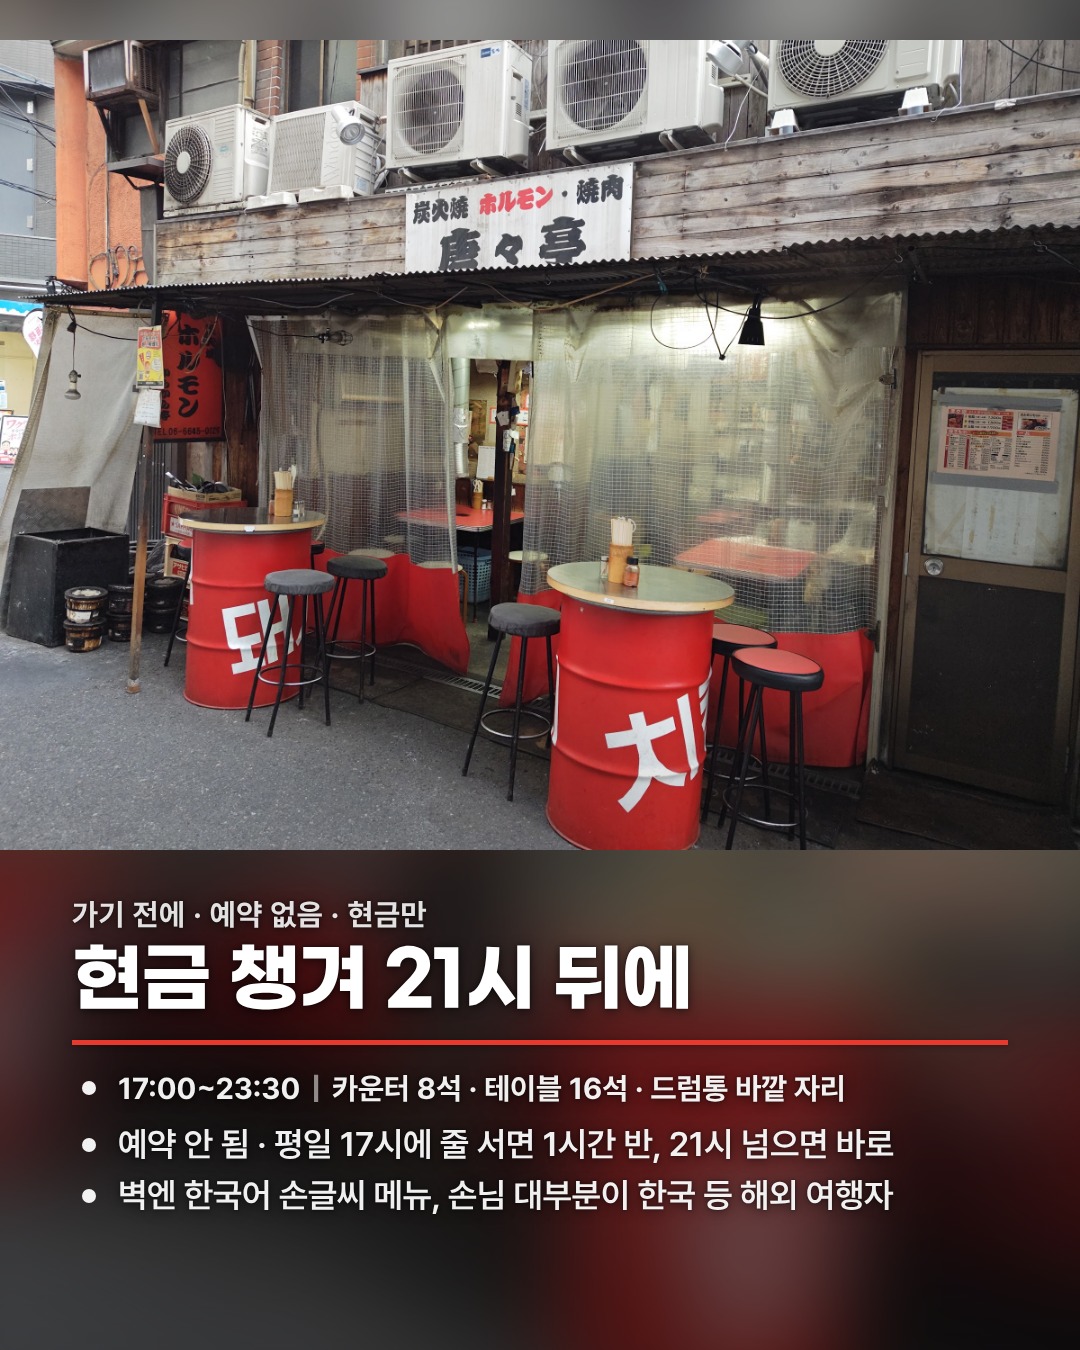 炭火焼 ホルモン・焼肉
唐々亭
ホルモン
돼
치
가기 전에 · 예약 없음 · 현금만
현금 챙겨 21시 뒤에
17:00~23:30 | 카운터 8석 · 테이블 16석 · 드럼통 바깥 자리
예약 안 됨 · 평일 17시에 줄 서면 1시간 반, 21시 넘으면 바로
벽엔 한국어 손글씨 메뉴, 손님 대부분이 한국 등 해외 여행자